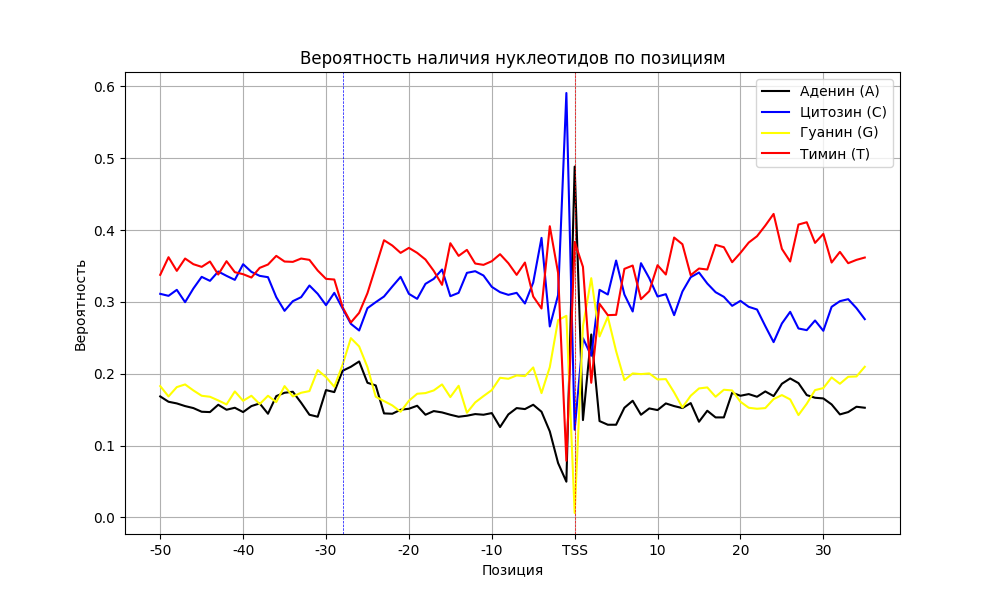 Вероятность наличия нуклеотидов по позициям
Аденин (A)
Цитозин (C)
Гуанин (G)
Тимин (T)
Вероятность
0.6
0.5
0.4
0.3
0.2
0.1
0.0
-50 -40 -30 -20 -10 TSS 10 20 30
Позиция